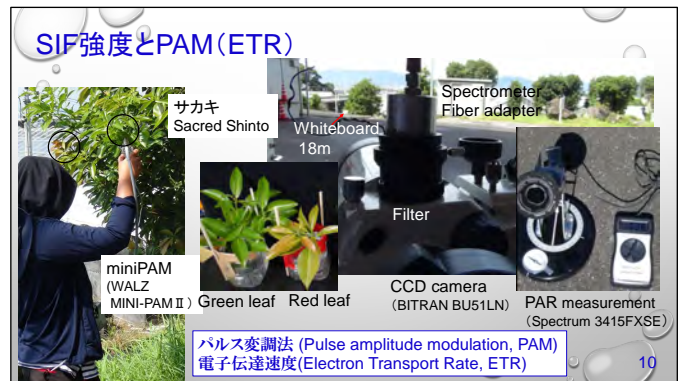 SIF強度とPAM(ETR)
サカキ
Sacred Shinto
Whiteboard
18m
Spectrometer
Fiber adapter
Filter
miniPAM
(WALZ
MINI-PAMⅡ)
Green leaf
Red leaf
CCD camera
(BITRAN BU51LN)
PAR measurement
(Spectrum 3415FXSE)
パルス変調法 (Pulse amplitude modulation, PAM)
電子伝達速度(Electron Transport Rate, ETR)
10